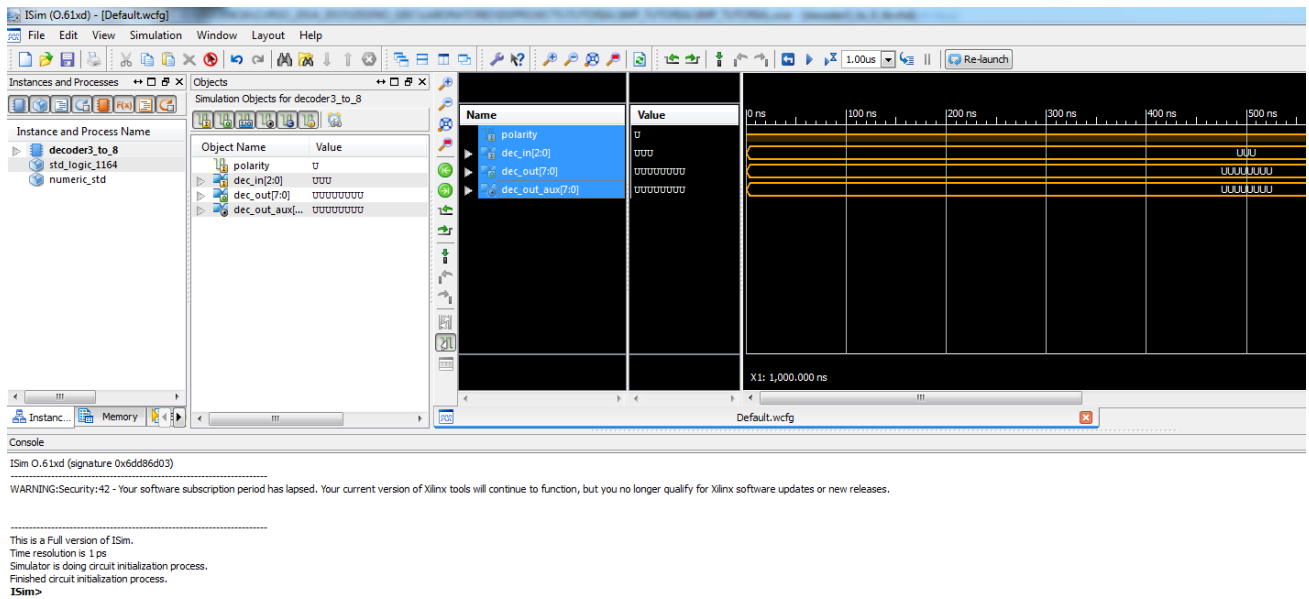 ISim (O.61xd) - [Default.wcfg]
File Edit View Simulation Window Layout Help
1.00us Re-launch
Instances and Processes
Instance and Process Name
decoder3_to_8
std_logic_1164
numeric_std
Instanc... Memory
Objects
Simulation Objects for decoder3_to_8
Object Name Value
polarity U
dec_in[2:0] UUU
dec_out[7:0] UUUUUUUU
dec_out_aux[... UUUUUUUU
Name Value
polarity U
dec_in[2:0] UUU
dec_out[7:0] UUUUUUUU
dec_out_aux[7:0] UUUUUUUU
0 ns 100 ns 200 ns 300 ns 400 ns 500 ns
UUU
UUUUUUUU
UUUUUUUU
X1: 1,000.000 ns
Default.wcfg
Console
ISim O.61xd (signature 0x6dd86d03)
----------------------------------------------------------------------
WARNING:Security:42 - Your software subscription period has lapsed. Your current version of Xilinx tools will continue to function, but you no longer qualify for Xilinx software updates or new releases.
----------------------------------------------------------------------
This is a Full version of ISim.
Time resolution is 1 ps
Simulator is doing circuit initialization process.
Finished circuit initialization process.
ISim>